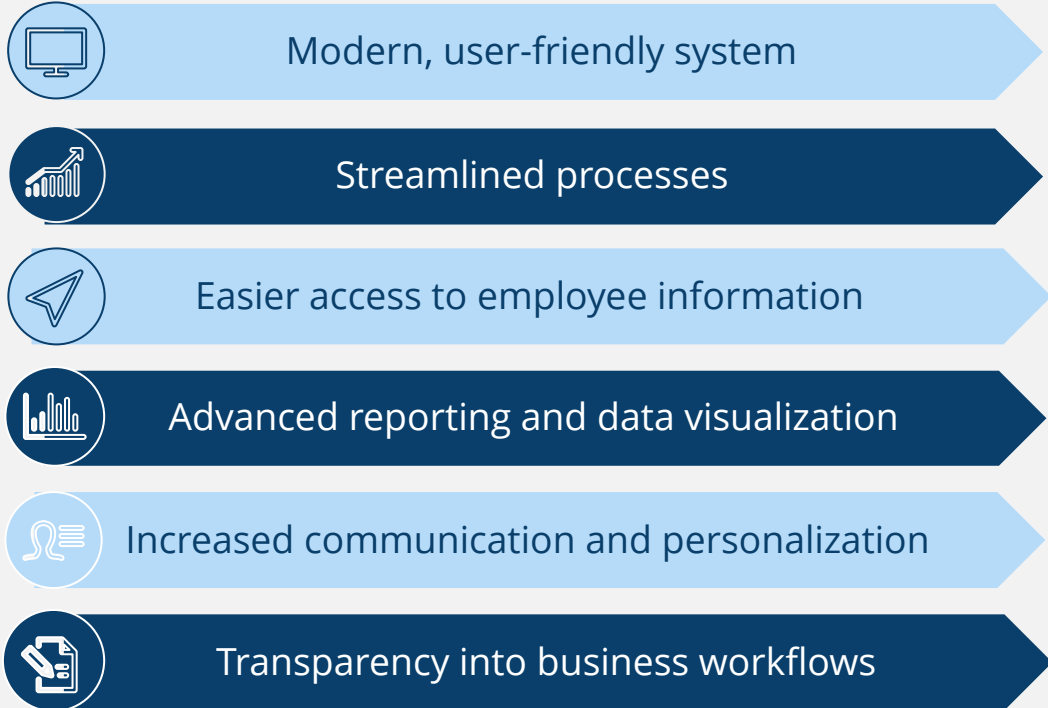 Modern, user-friendly system
Streamlined processes
Easier access to employee information
Advanced reporting and data visualization
Increased communication and personalization
Transparency into business workflows